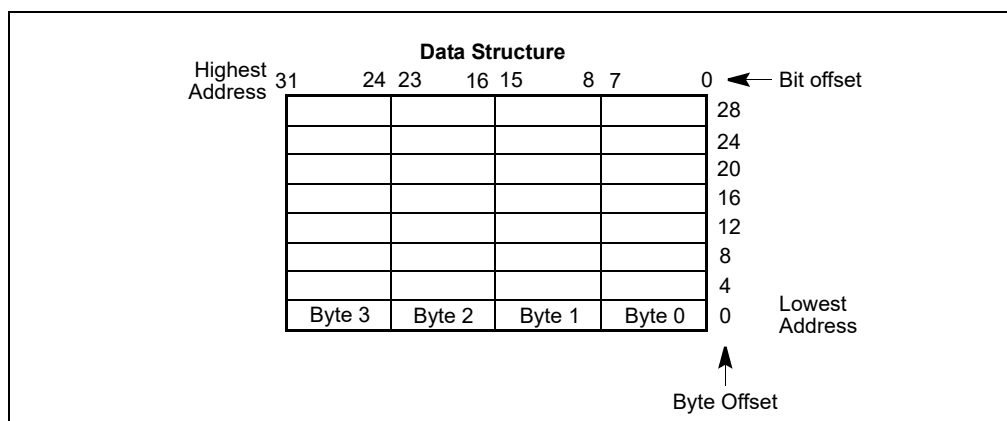 Data Structure
Highest Address
31 24 23 16 15 8 7 0 Bit offset
28
24
20
16
12
8
4
Byte 3 Byte 2 Byte 1 Byte 0 0
Lowest Address
Byte Offset